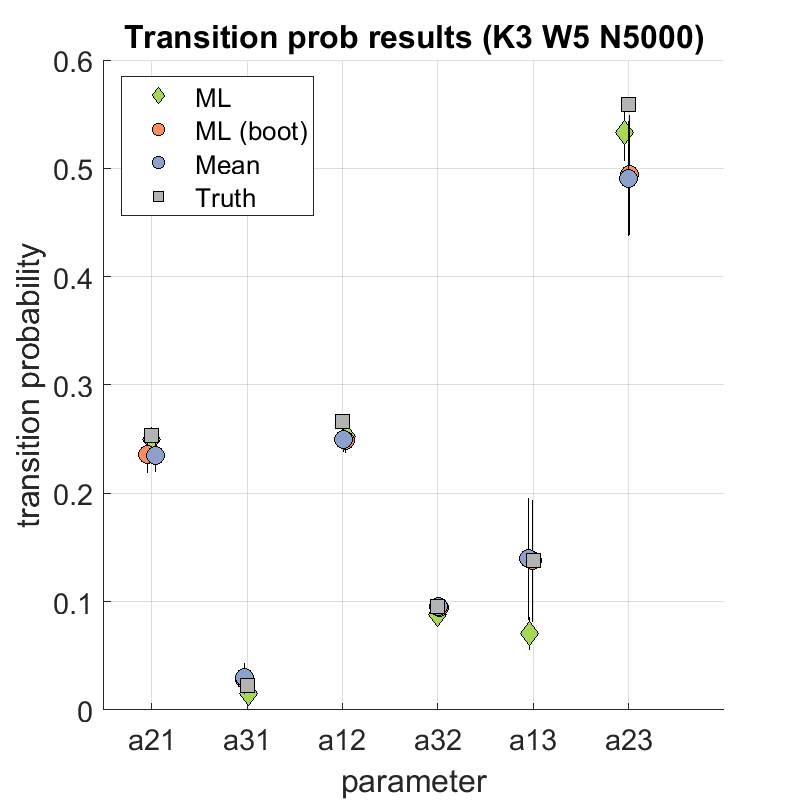 Transition prob results (K3 W5 N5000)
0.6
0.5
0.4
0.3
0.2
0.1
0
transition probability
ML
ML (boot)
Mean
Truth
a21 a31 a12 a32 a13 a23
parameter